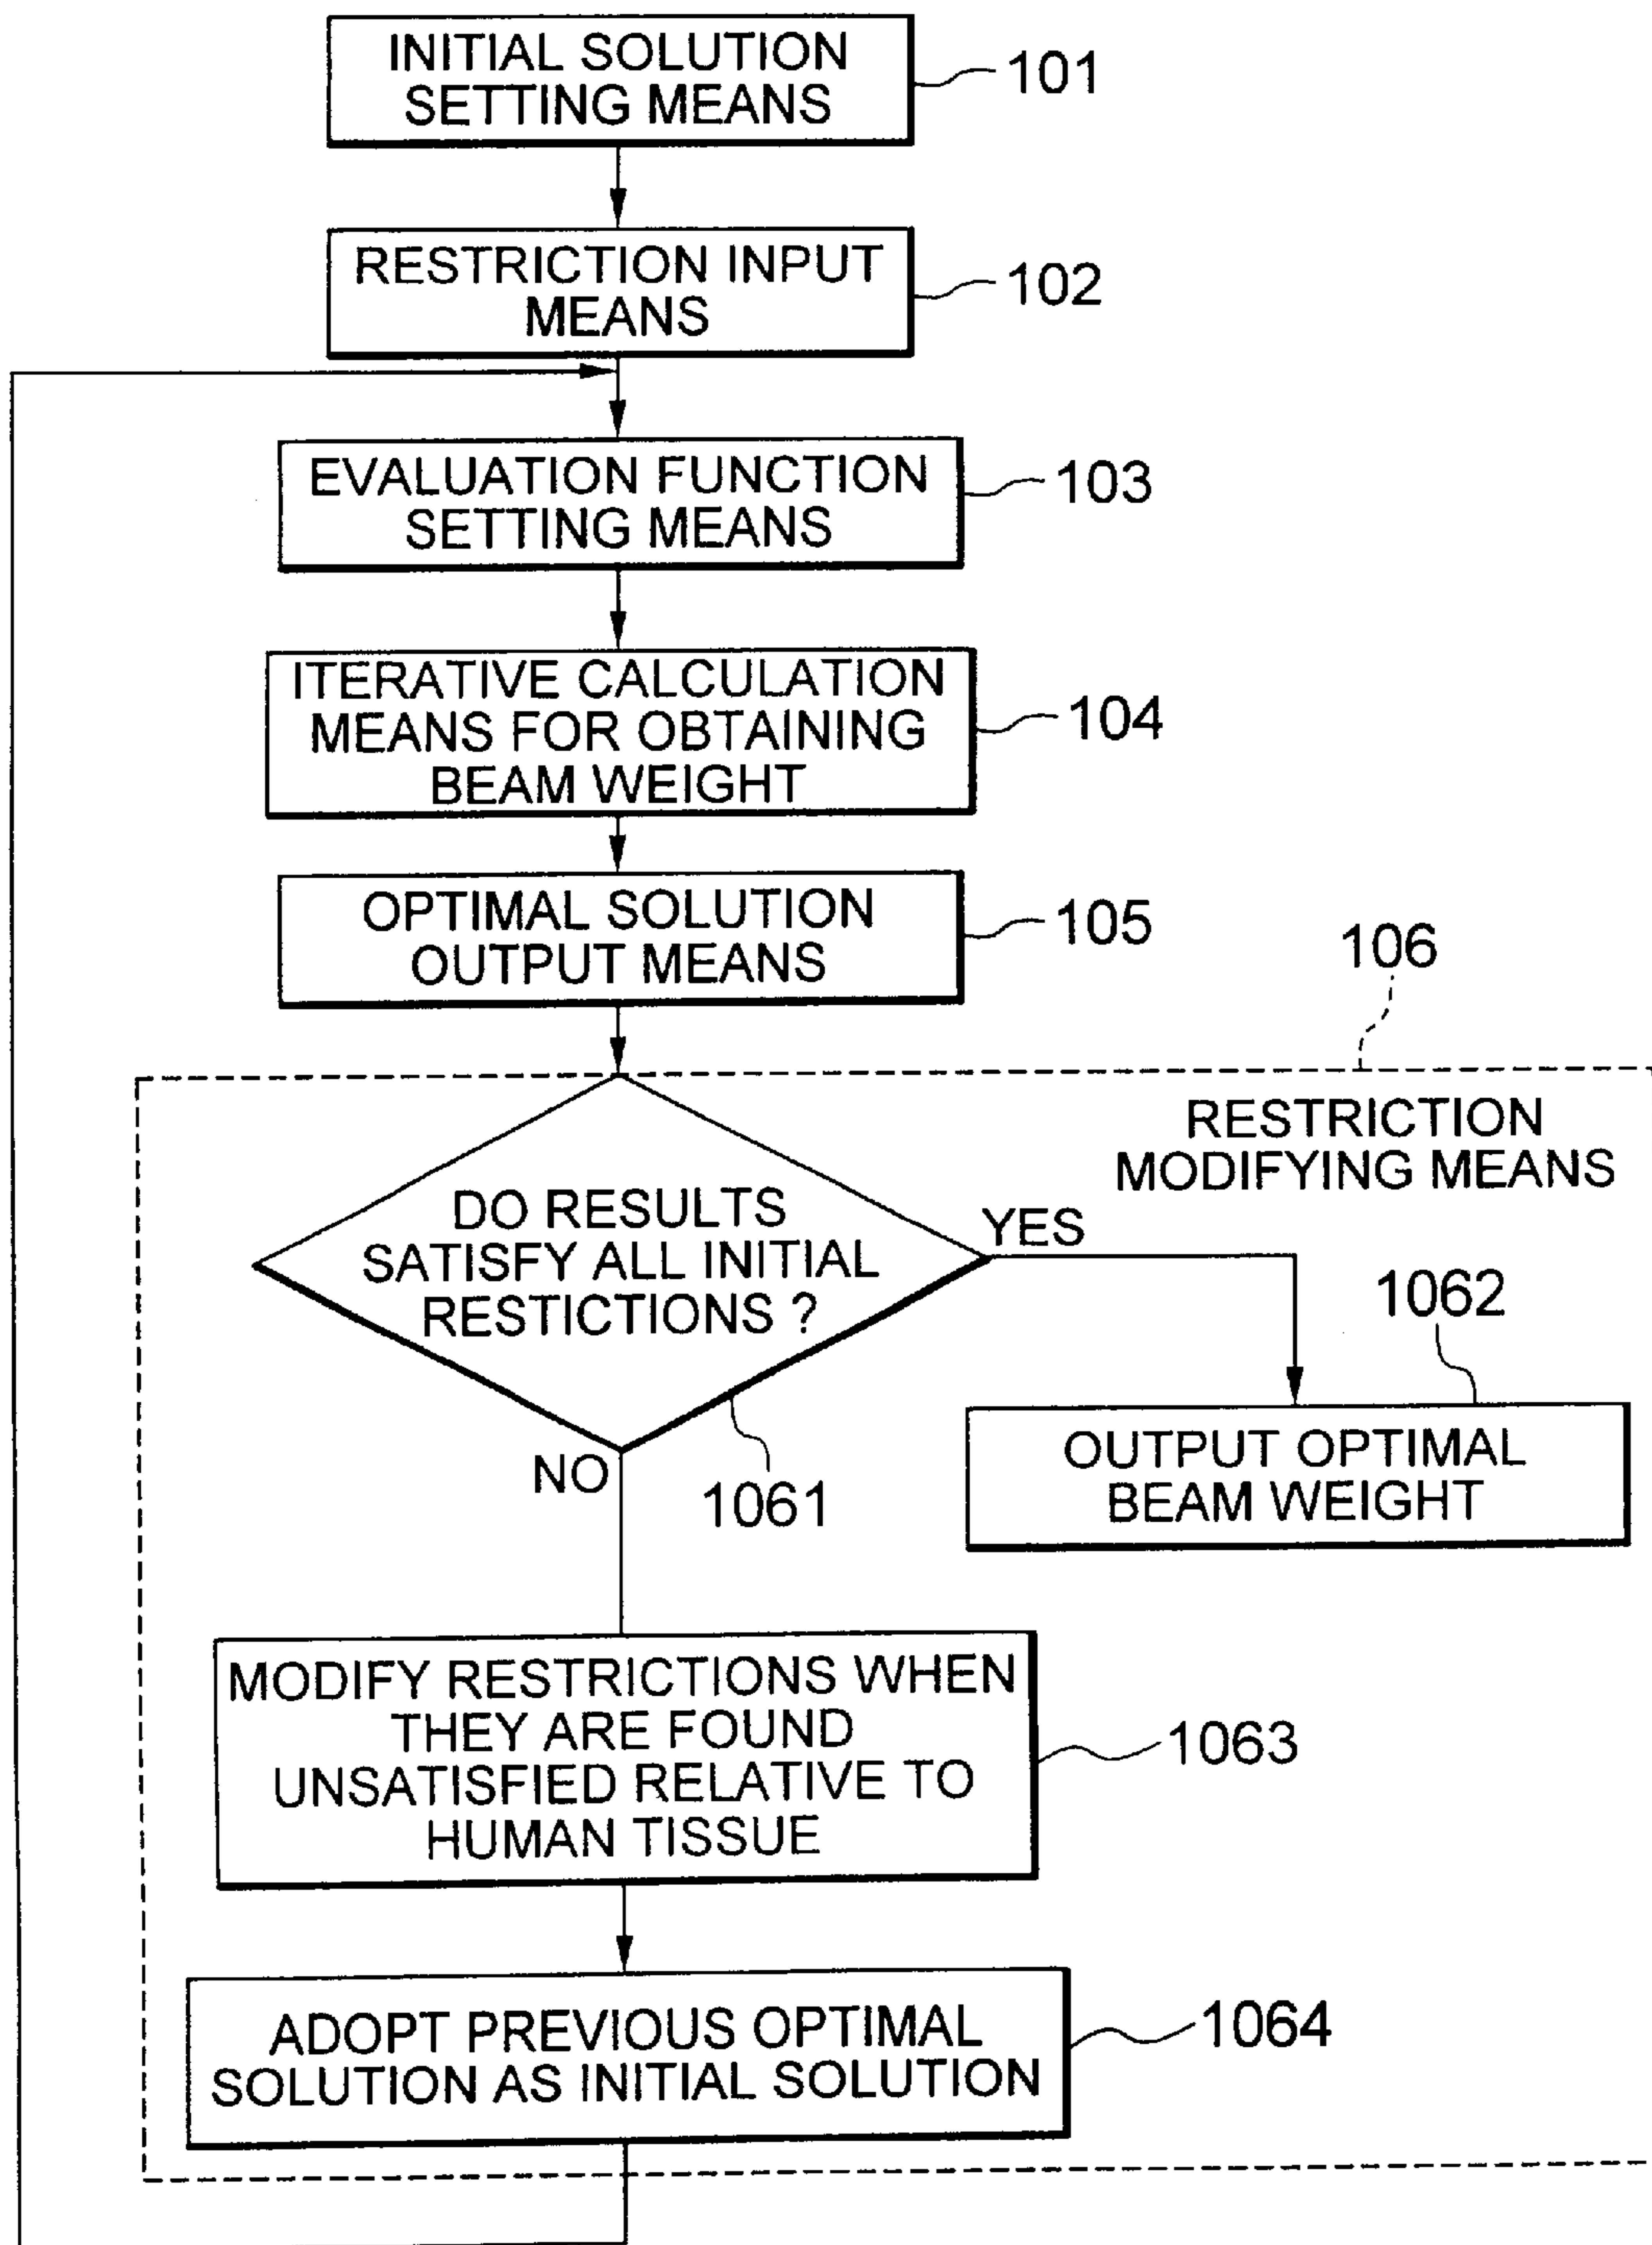 INITIAL SOLUTION
SETTING MEANS
101
RESTRICTION INPUT
MEANS
102
EVALUATION FUNCTION
SETTING MEANS
103
ITERATIVE CALCULATION
MEANS FOR OBTAINING
BEAM WEIGHT
104
OPTIMAL SOLUTION
OUTPUT MEANS
105
106
RESTRICTION
MODIFYING MEANS
DO RESULTS
SATISFY ALL INITIAL
RESTICTIONS ?
YES
1062
OUTPUT OPTIMAL
BEAM WEIGHT
NO
1061
MODIFY RESTRICTIONS WHEN
THEY ARE FOUND
UNSATISFIED RELATIVE TO
HUMAN TISSUE
1063
ADOPT PREVIOUS OPTIMAL
SOLUTION AS INITIAL SOLUTION
1064